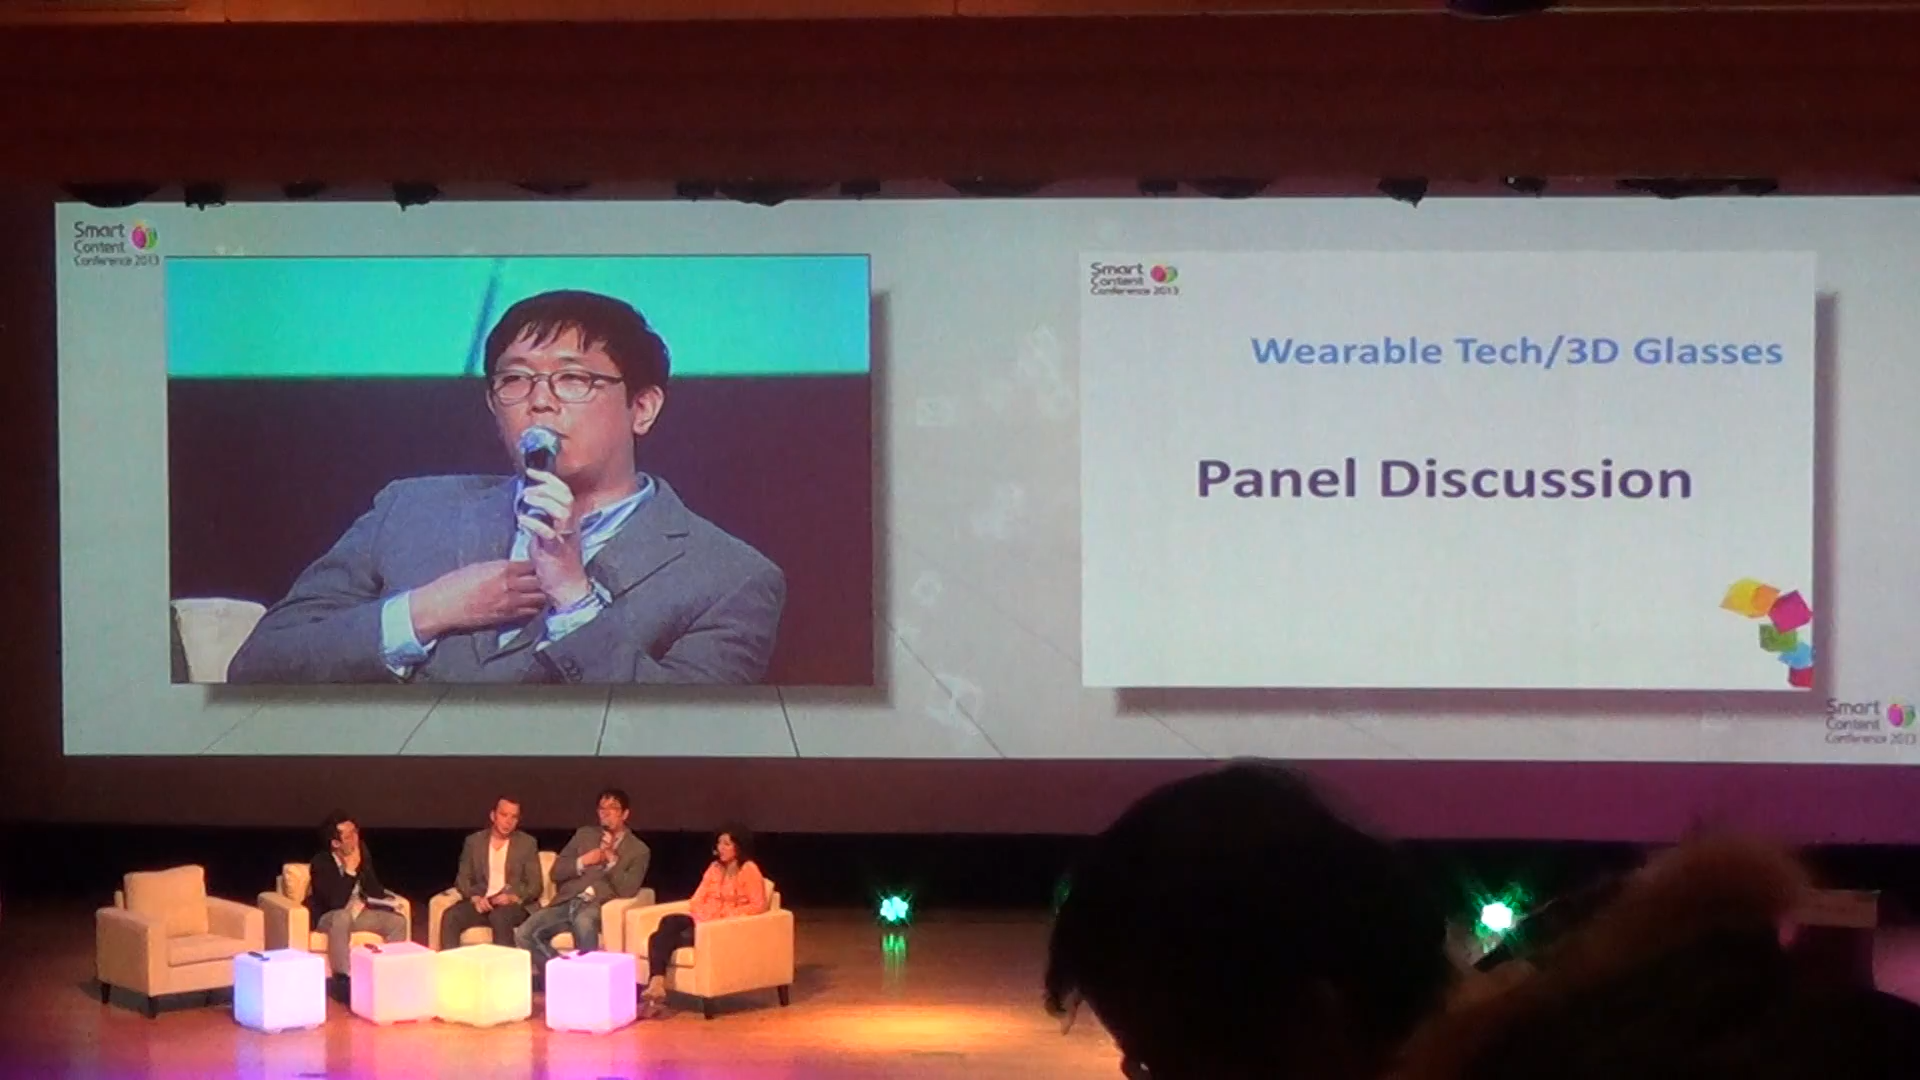 Smart
Content
Conference 2013
Smart
Content
Conference 2013
Wearable Tech/3D Glasses
Panel Discussion
Smart
Content
Conference 2013